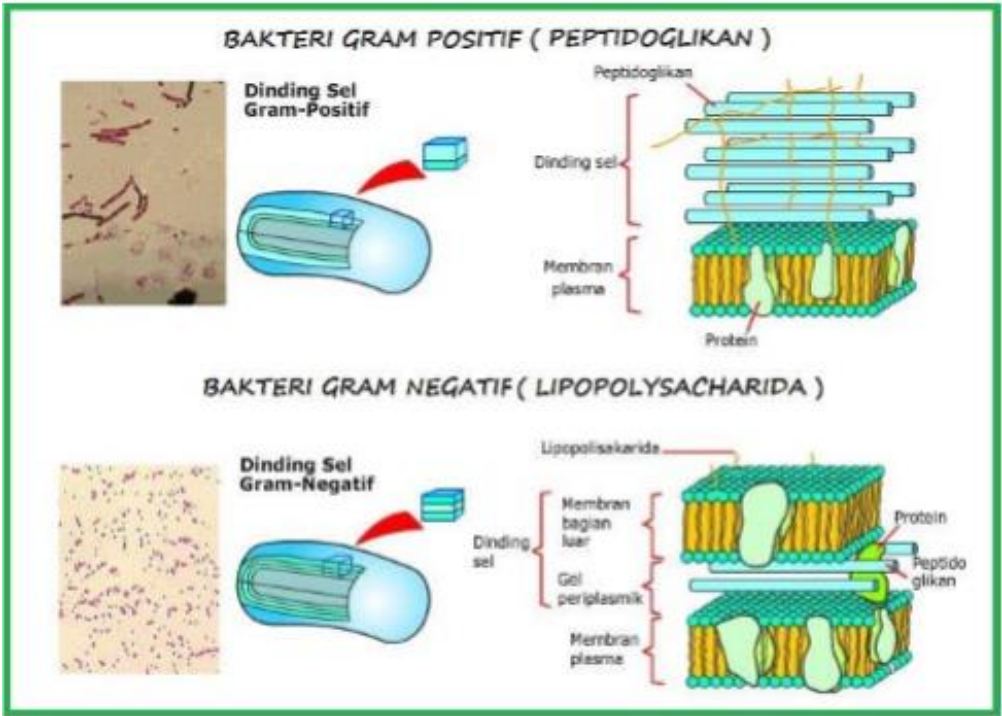 BAKTERI GRAM POSITIF ( PEPTIDOGLIKAN )
Dinding Sel
Gram-Positif
Peptidoglikan
Dinding sel
Membran
plasma
Protein
BAKTERI GRAM NEGATIF ( LIPOPOLYSACHARIDA )
Dinding Sel
Gram-Negatif
Lipopolisakarida
Membran
bagian
luar
Dinding
sel
Gel
periplasmik
Membran
plasma
Protein
Peptido
glikan